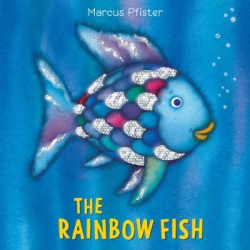 Marcus Pfister
THE
RAINBOW FISH